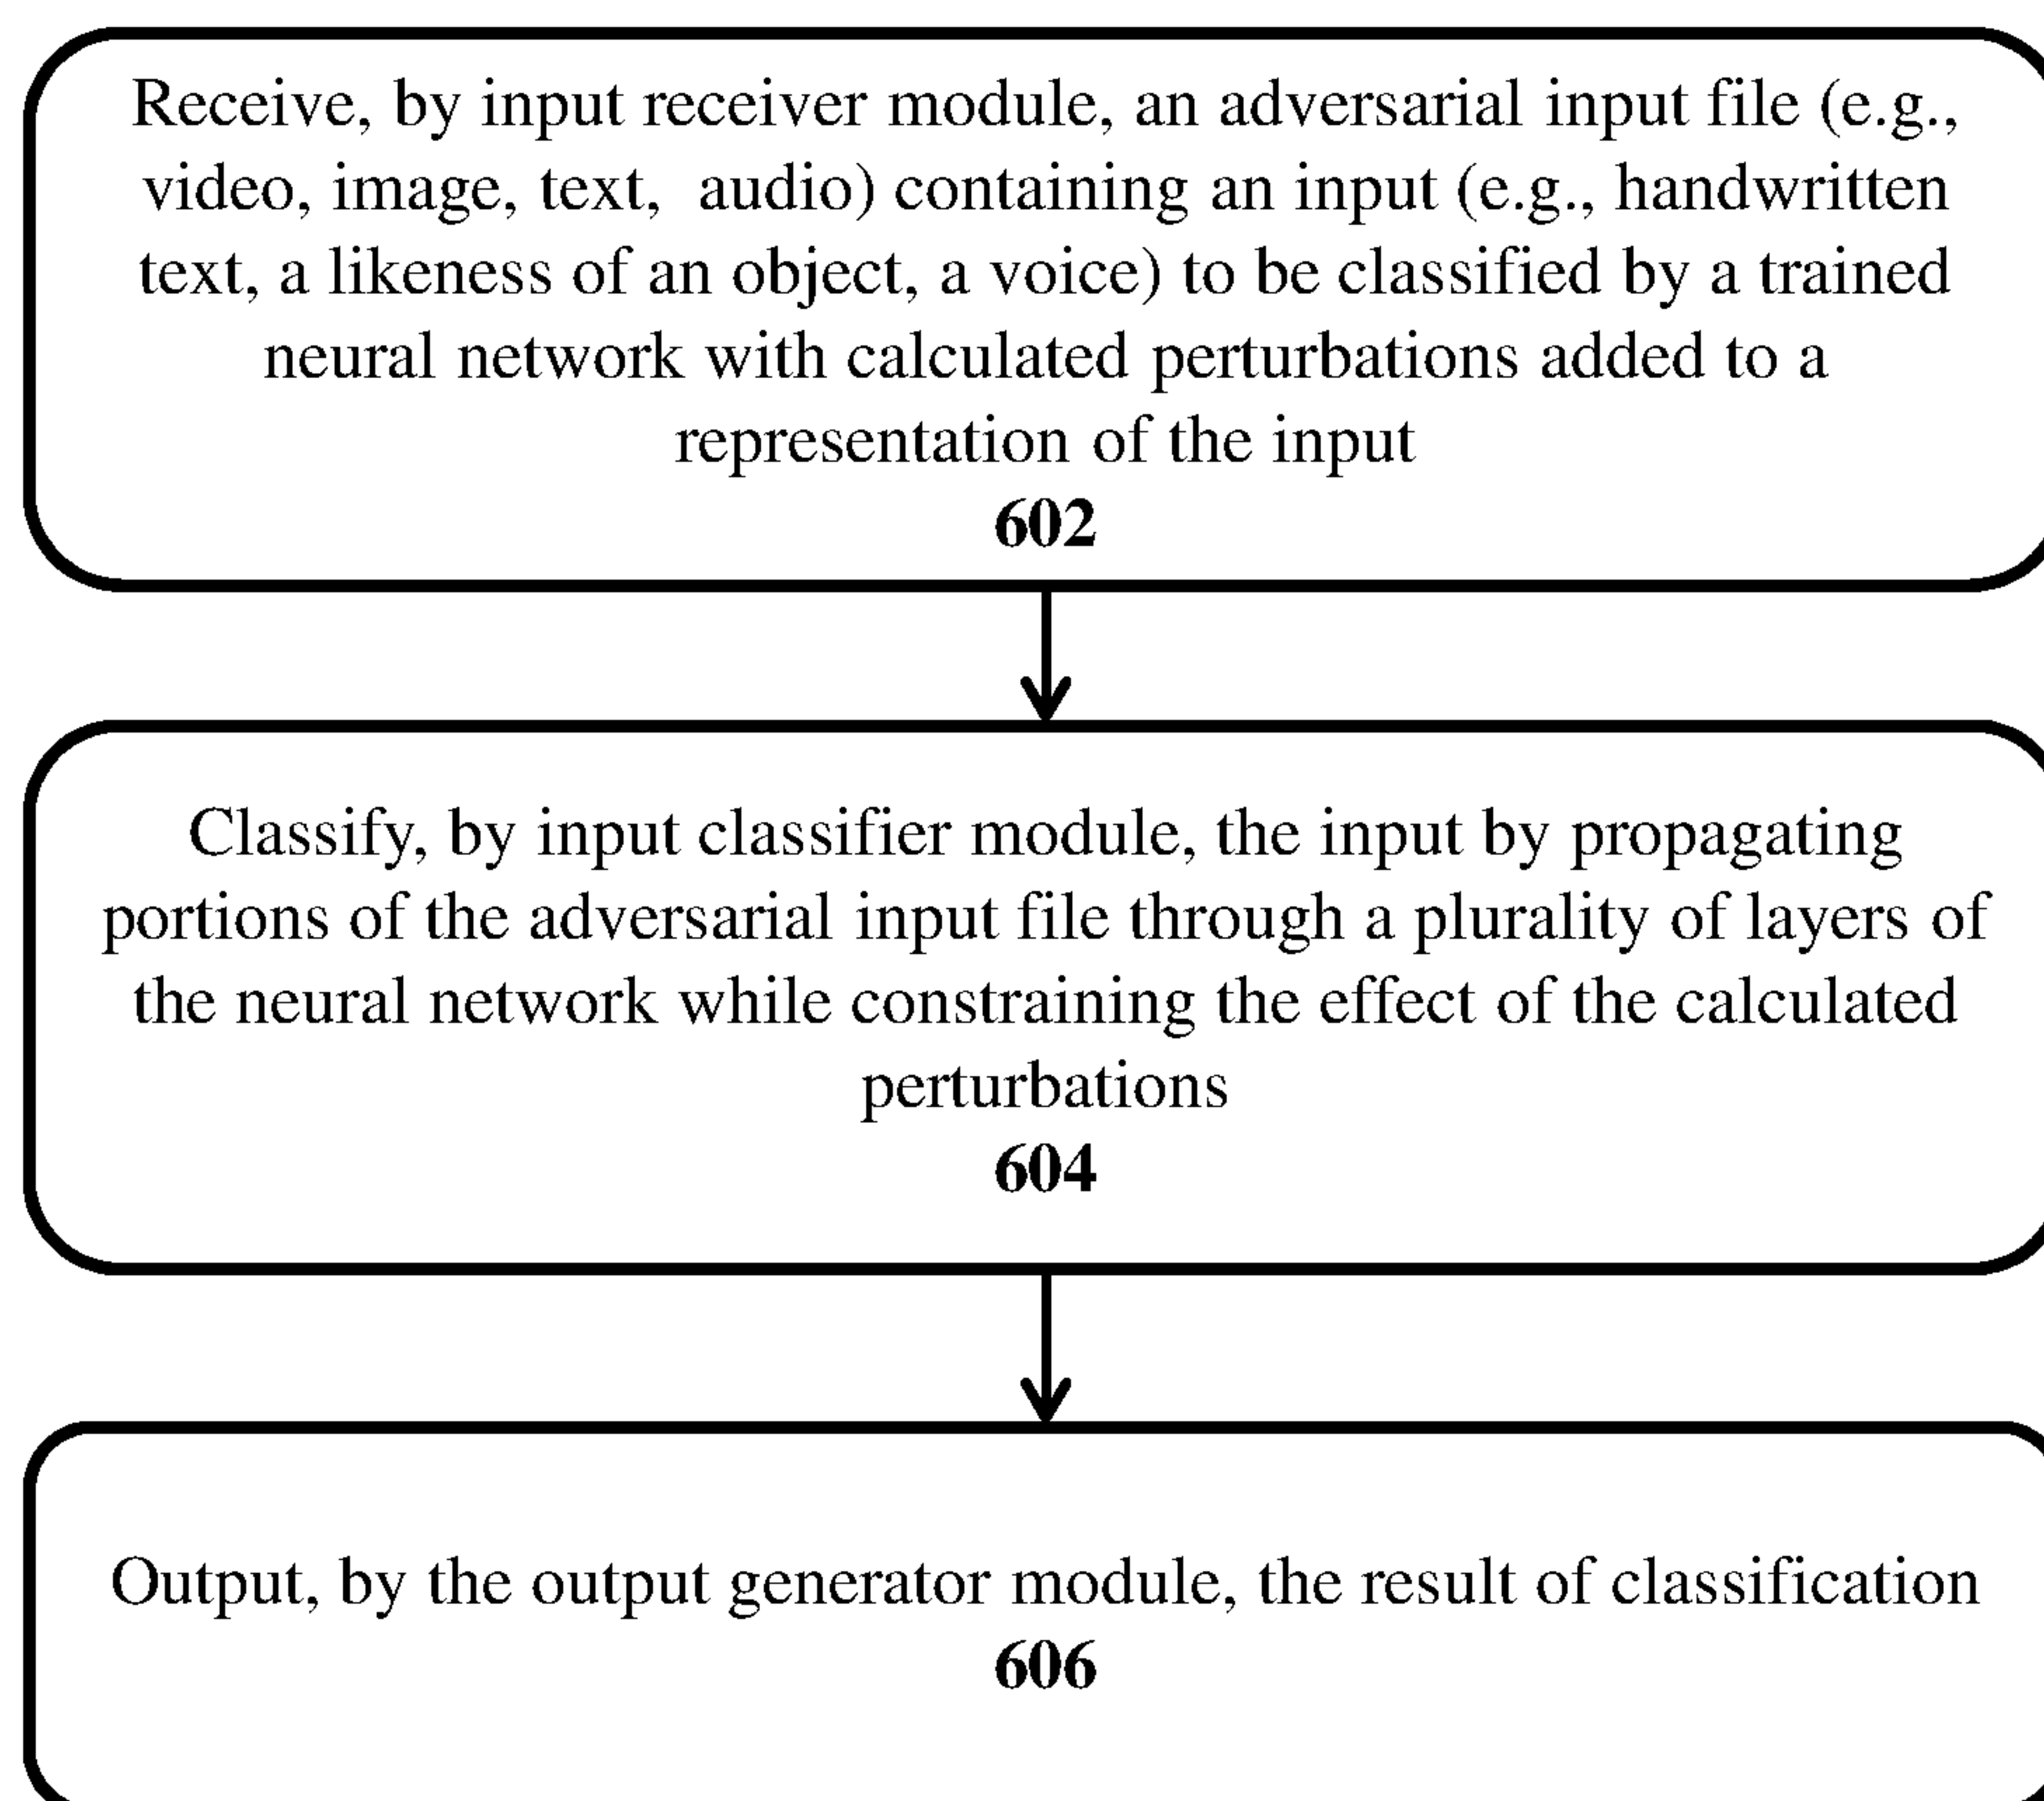 Receive, by input receiver module, an adversarial input file (e.g.,
video, image, text, audio) containing an input (e.g., handwritten
text, a likeness of an object, a voice) to be classified by a trained
neural network with calculated perturbations added to a
representation of the input
602
Classify, by input classifier module, the input by propagating
portions of the adversarial input file through a plurality of layers of
the neural network while constraining the effect of the calculated
perturbations
604
Output, by the output generator module, the result of classification
606